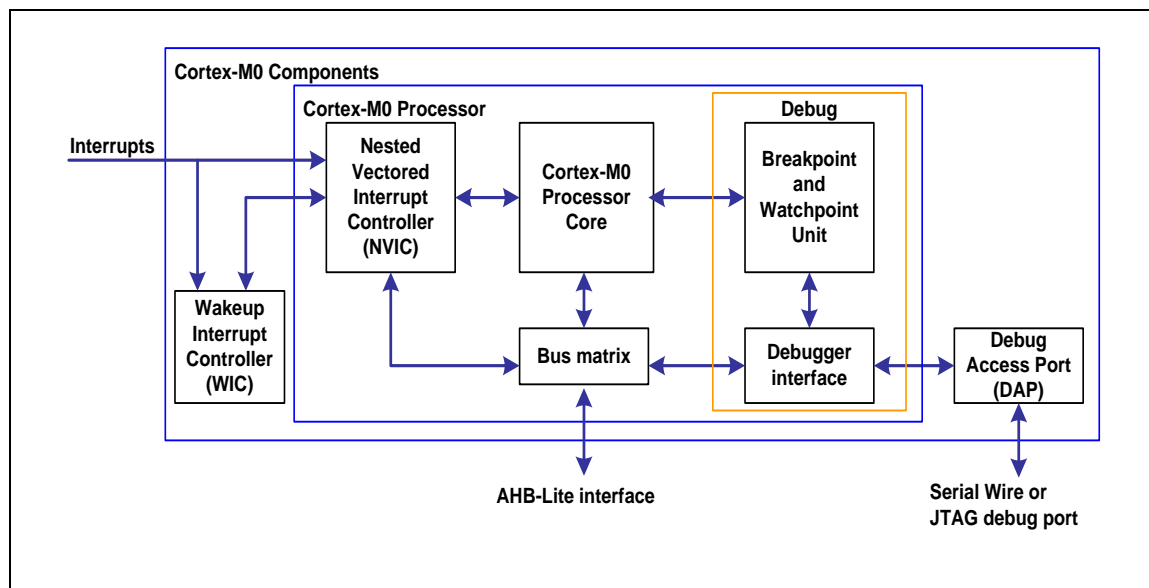 Cortex-M0 Components
Cortex-M0 Processor
Debug
Interrupts
Nested
Vectored
Interrupt
Controller
(NVIC)
Cortex-M0
Processor
Core
Breakpoint
and
Watchpoint
Unit
Wakeup
Interrupt
Controller
(WIC)
Bus matrix
Debugger
interface
Debug
Access Port
(DAP)
AHB-Lite interface
Serial Wire or
JTAG debug port